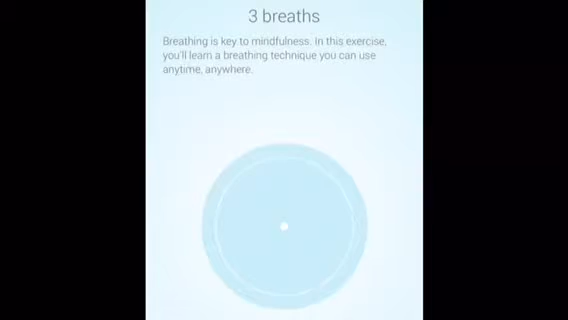 3 breaths
Breathing is key to mindfulness. In this exercise,
you'll learn a breathing technique you can use
anytime, anywhere.